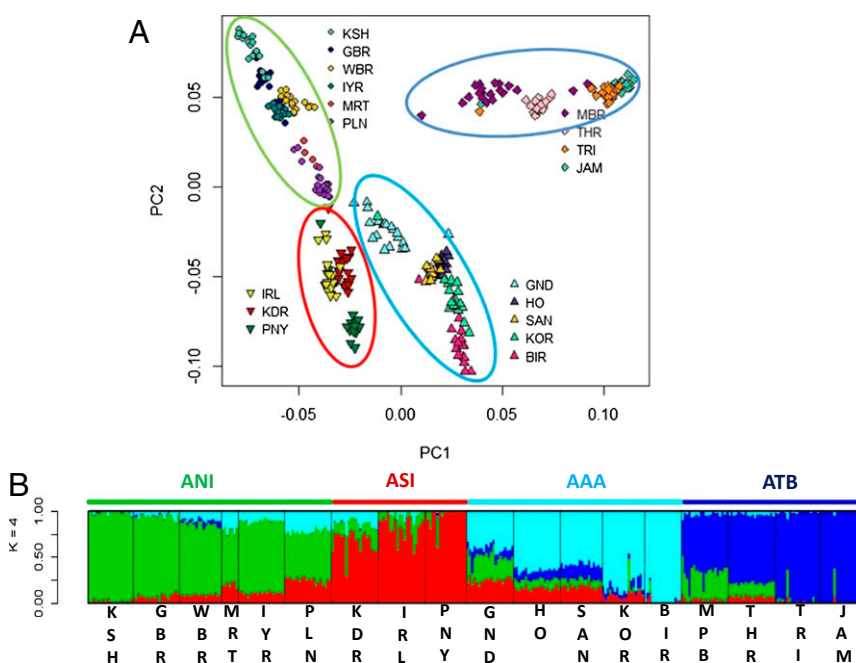 A
KSH
GBR
WBR
IYR
MRT
PLN
MBR
THR
TRI
JAM
IRL
KDR
PNY
GND
HO
SAN
KOR
BIR
PC2
0.05
0.00
-0.05
-0.10
-0.05
0.00
0.05
0.10
PC1
B
ANI ASI AAA ATB
K = 4
1.00
0.50
0.00
K G W M I P K I P G H S K B M T T J
S B B R Y L D R N N O A O I P H R A
H R R T R N R L Y D N R R B R I M